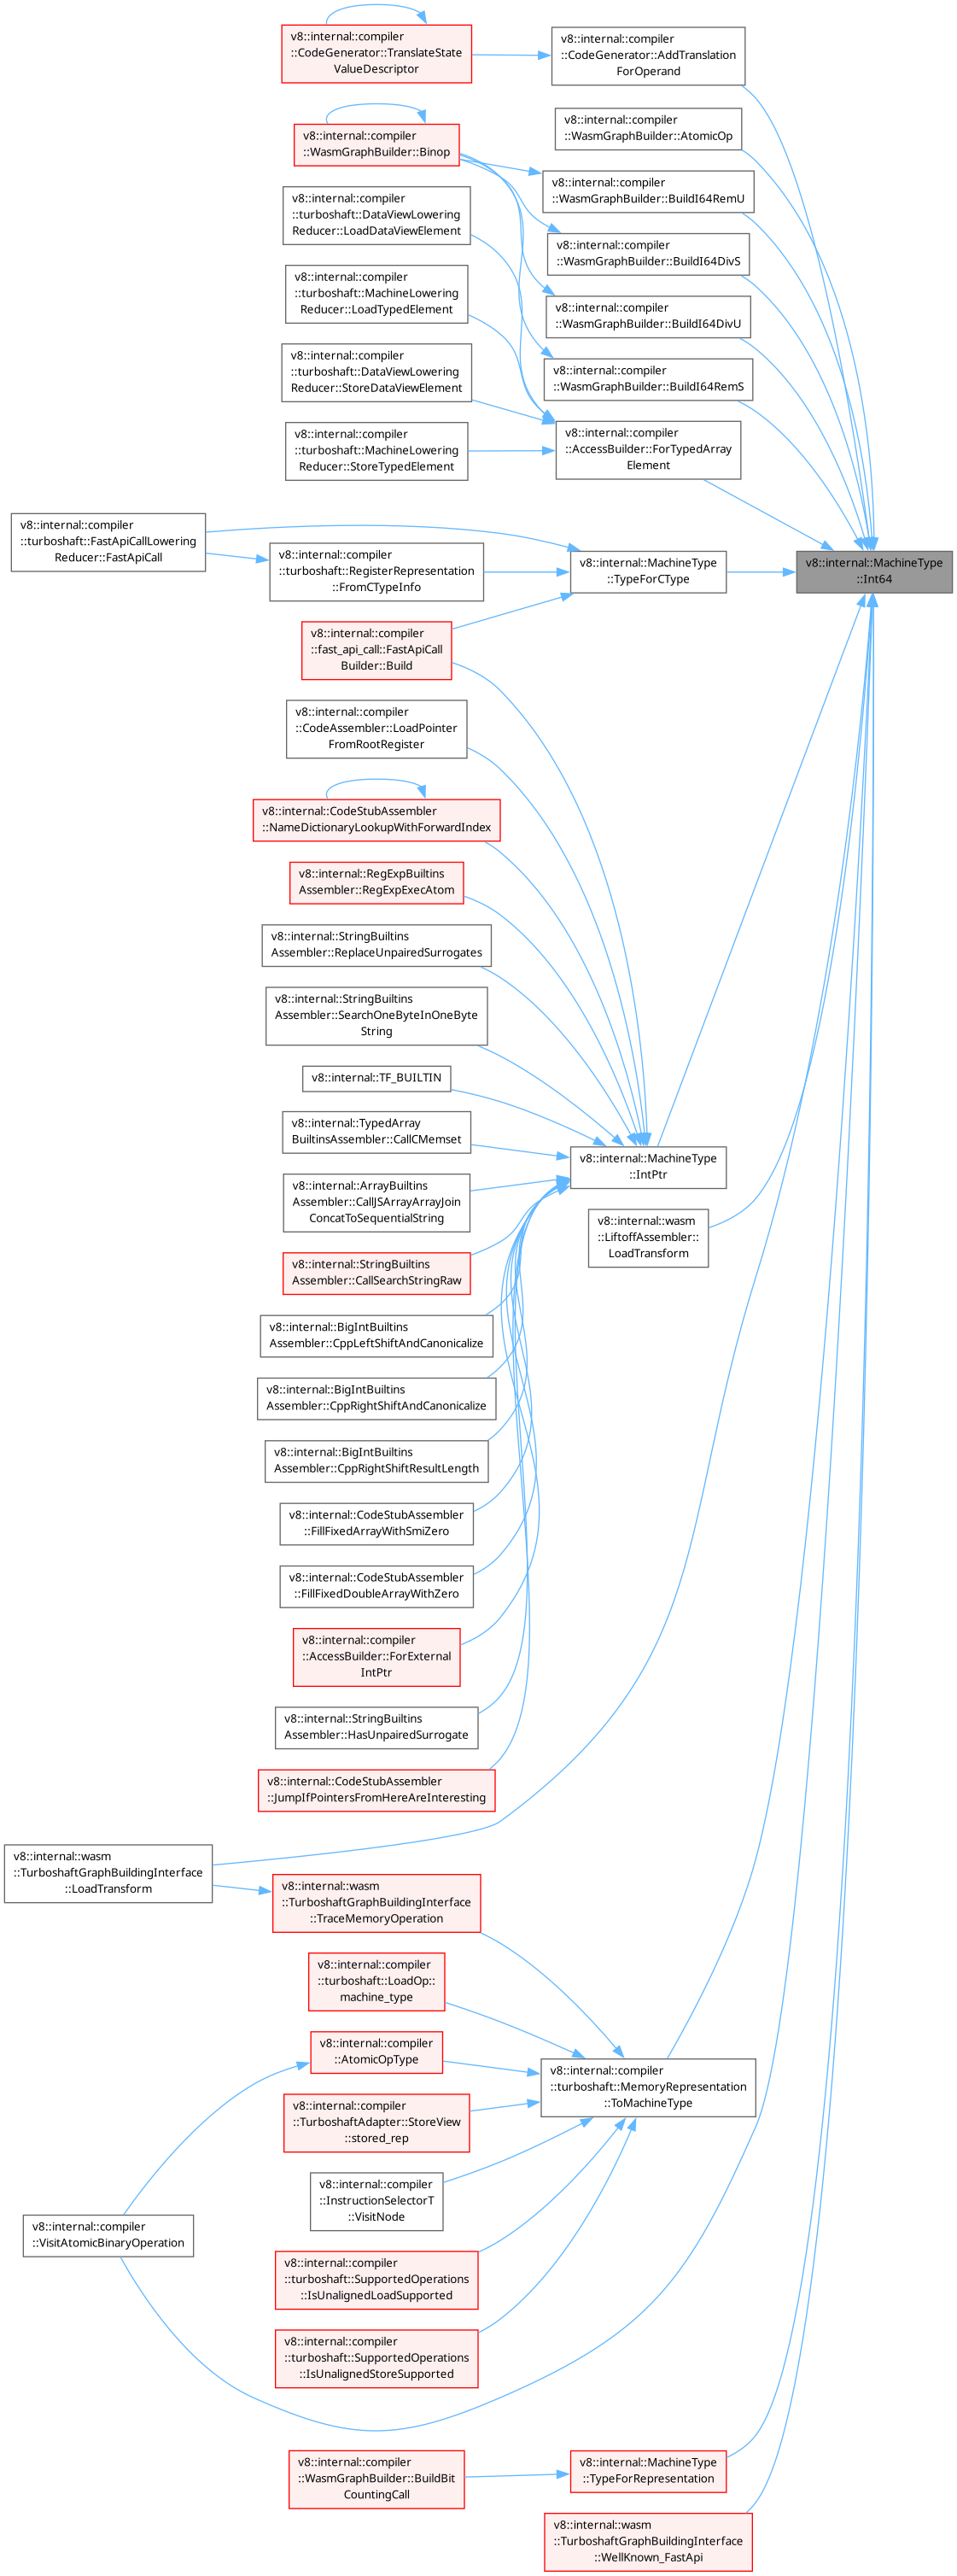 v8::internal::compiler
::CodeGenerator::TranslateState
ValueDescriptor
v8::internal::compiler
::CodeGenerator::AddTranslation
ForOperand
v8::internal::compiler
::WasmGraphBuilder::AtomicOp
v8::internal::compiler
::WasmGraphBuilder::Binop
v8::internal::compiler
::WasmGraphBuilder::BuildI64RemU
v8::internal::compiler
::turboshaft::DataViewLowering
Reducer::LoadDataViewElement
v8::internal::compiler
::WasmGraphBuilder::BuildI64DivS
v8::internal::compiler
::turboshaft::MachineLowering
Reducer::LoadTypedElement
v8::internal::compiler
::WasmGraphBuilder::BuildI64DivU
v8::internal::compiler
::turboshaft::DataViewLowering
Reducer::StoreDataViewElement
v8::internal::compiler
::WasmGraphBuilder::BuildI64RemS
v8::internal::compiler
::turboshaft::MachineLowering
Reducer::StoreTypedElement
v8::internal::compiler
::AccessBuilder::ForTypedArray
Element
v8::internal::compiler
::turboshaft::FastApiCallLowering
Reducer::FastApiCall
v8::internal::compiler
::turboshaft::RegisterRepresentation
::FromCTypeInfo
v8::internal::MachineType
::TypeForCType
v8::internal::MachineType
::Int64
v8::internal::compiler
::fast_api_call::FastApiCall
Builder::Build
v8::internal::compiler
::CodeAssembler::LoadPointer
FromRootRegister
v8::internal::CodeStubAssembler
::NameDictionaryLookupWithForwardIndex
v8::internal::RegExpBuiltins
Assembler::RegExpExecAtom
v8::internal::StringBuiltins
Assembler::ReplaceUnpairedSurrogates
v8::internal::StringBuiltins
Assembler::SearchOneByteInOneByte
String
v8::internal::TF_BUILTIN
v8::internal::TypedArray
BuiltinsAssembler::CallCMemset
v8::internal::MachineType
::IntPtr
v8::internal::ArrayBuiltins
Assembler::CallJSArrayArrayJoin
ConcatToSequentialString
v8::internal::wasm
::LiftoffAssembler::
LoadTransform
v8::internal::StringBuiltins
Assembler::CallSearchStringRaw
v8::internal::BigIntBuiltins
Assembler::CppLeftShiftAndCanonicalize
v8::internal::BigIntBuiltins
Assembler::CppRightShiftAndCanonicalize
v8::internal::BigIntBuiltins
Assembler::CppRightShiftResultLength
v8::internal::CodeStubAssembler
::FillFixedArrayWithSmiZero
v8::internal::CodeStubAssembler
::FillFixedDoubleArrayWithZero
v8::internal::compiler
::AccessBuilder::ForExternal
IntPtr
v8::internal::StringBuiltins
Assembler::HasUnpairedSurrogate
v8::internal::CodeStubAssembler
::JumpIfPointersFromHereAreInteresting
v8::internal::wasm
::TurboshaftGraphBuildingInterface
::LoadTransform
v8::internal::wasm
::TurboshaftGraphBuildingInterface
::TraceMemoryOperation
v8::internal::compiler
::turboshaft::LoadOp::
machine_type
v8::internal::compiler
::AtomicOpType
v8::internal::compiler
::turboshaft::MemoryRepresentation
::ToMachineType
v8::internal::compiler
::TurboshaftAdapter::StoreView
::stored_rep
v8::internal::compiler
::InstructionSelectorT
::VisitNode
v8::internal::compiler
::VisitAtomicBinaryOperation
v8::internal::compiler
::turboshaft::SupportedOperations
::IsUnalignedLoadSupported
v8::internal::compiler
::turboshaft::SupportedOperations
::IsUnalignedStoreSupported
v8::internal::compiler
::WasmGraphBuilder::BuildBit
CountingCall
v8::internal::MachineType
::TypeForRepresentation
v8::internal::wasm
::TurboshaftGraphBuildingInterface
::WellKnown_FastApi